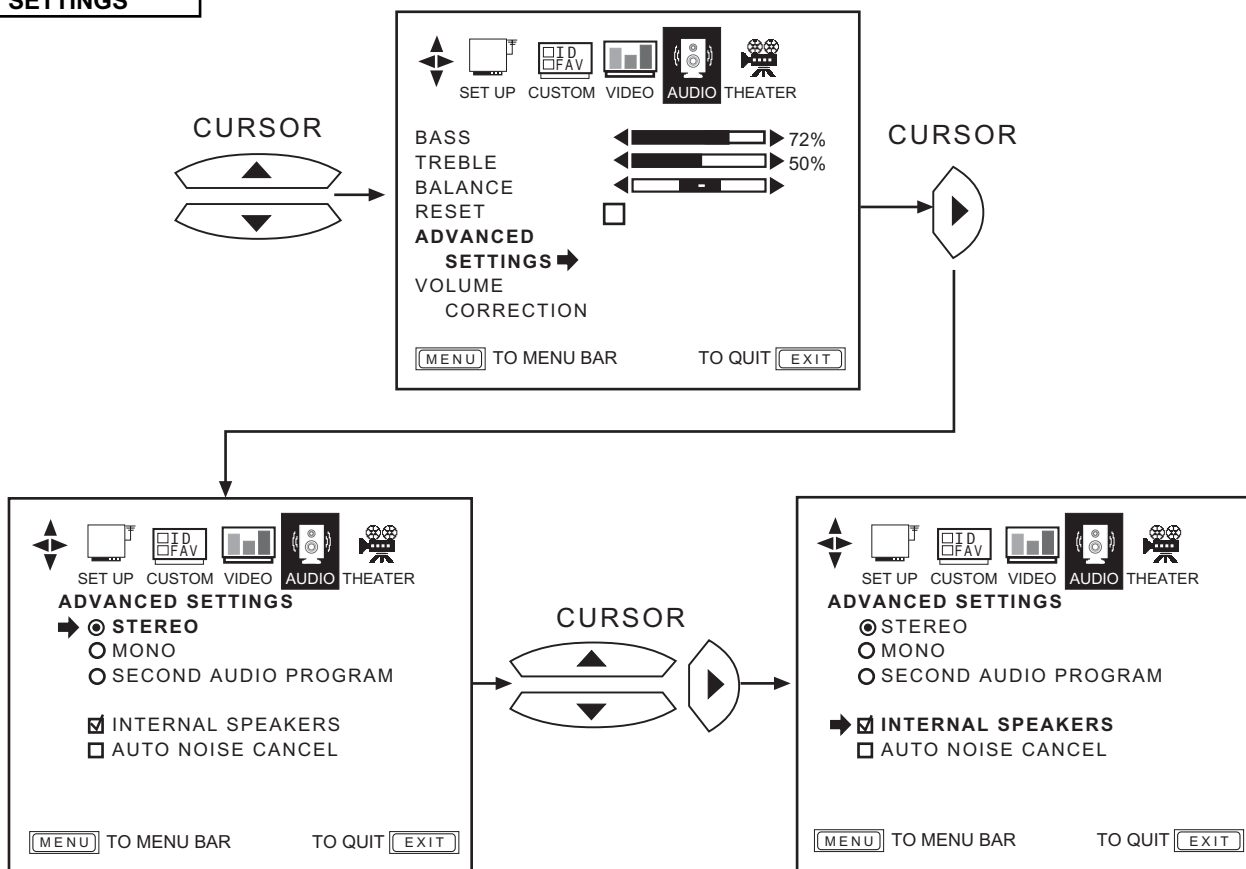 SETTINGS
ID
FAV
SET UP CUSTOM VIDEO AUDIO THEATER
CURSOR
BASS 72%
TREBLE 50%
BALANCE
RESET
ADVANCED
SETTINGS
VOLUME
CORRECTION
MENU TO MENU BAR TO QUIT EXIT
CURSOR
ID
FAV
SET UP CUSTOM VIDEO AUDIO THEATER
ADVANCED SETTINGS
STEREO
MONO
SECOND AUDIO PROGRAM
INTERNAL SPEAKERS
AUTO NOISE CANCEL
MENU TO MENU BAR TO QUIT EXIT
CURSOR
ID
FAV
SET UP CUSTOM VIDEO AUDIO THEATER
ADVANCED SETTINGS
STEREO
MONO
SECOND AUDIO PROGRAM
INTERNAL SPEAKERS
AUTO NOISE CANCEL
MENU TO MENU BAR TO QUIT EXIT